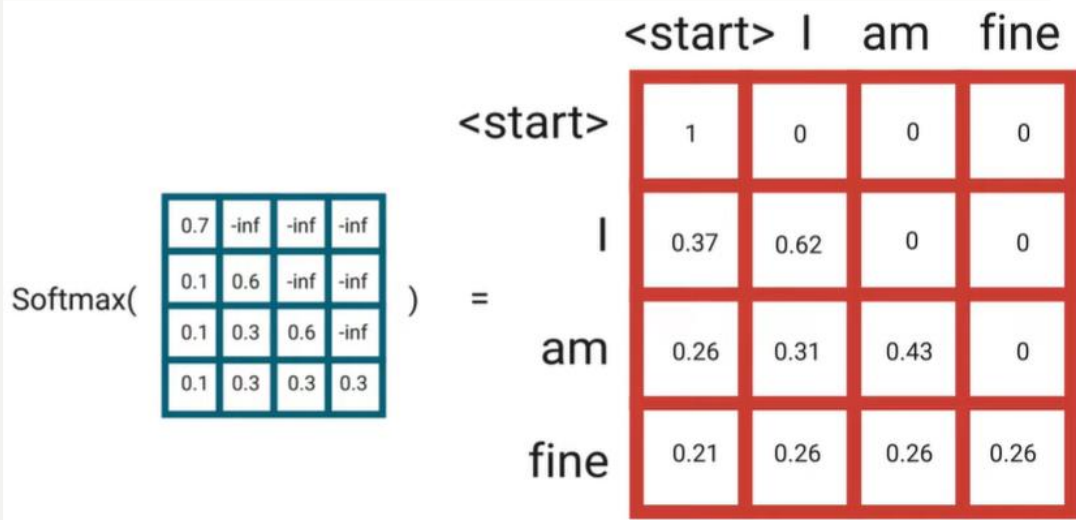 <start> I am fine
<start> 1 0 0 0
I 0.37 0.62 0 0
am 0.26 0.31 0.43 0
fine 0.21 0.26 0.26 0.26
Softmax(
0.7 -inf -inf -inf
0.1 0.6 -inf -inf
0.1 0.3 0.6 -inf
0.1 0.3 0.3 0.3
) =